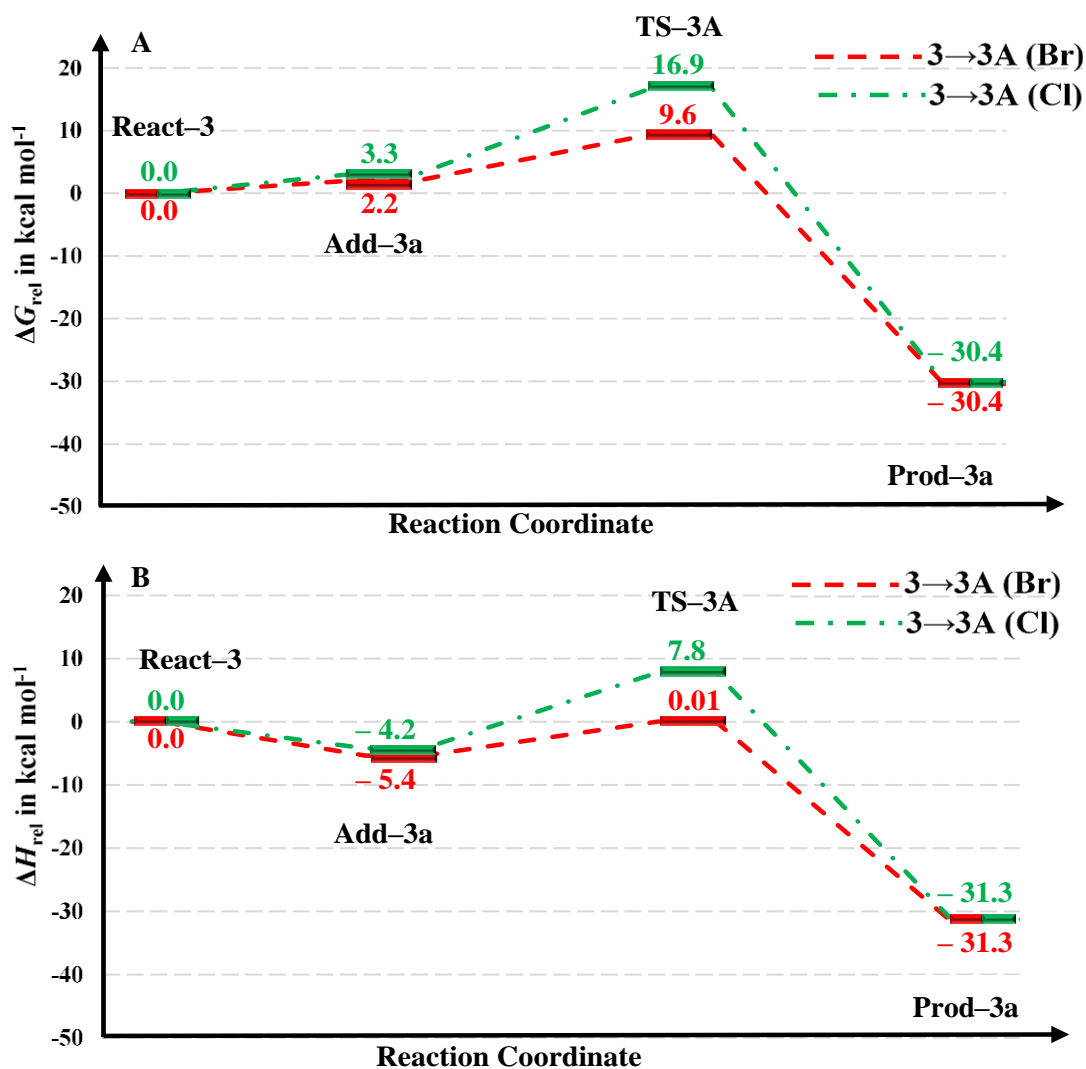 A
TS–3A
3→3A (Br)
3→3A (Cl)
20
16.9
10
9.6
React–3
0.0
3.3
0
0.0
2.2
Add–3a
-10
-20
-30
– 30.4
– 30.4
-40
Prod–3a
-50
ΔGrel in kcal mol-1
Reaction Coordinate
B
3→3A (Br)
3→3A (Cl)
20
TS–3A
10
7.8
React–3
0.0
0.01
0
0.0
– 4.2
– 5.4
-10
Add–3a
-20
-30
– 31.3
– 31.3
-40
Prod–3a
-50
ΔHrel in kcal mol-1
Reaction Coordinate